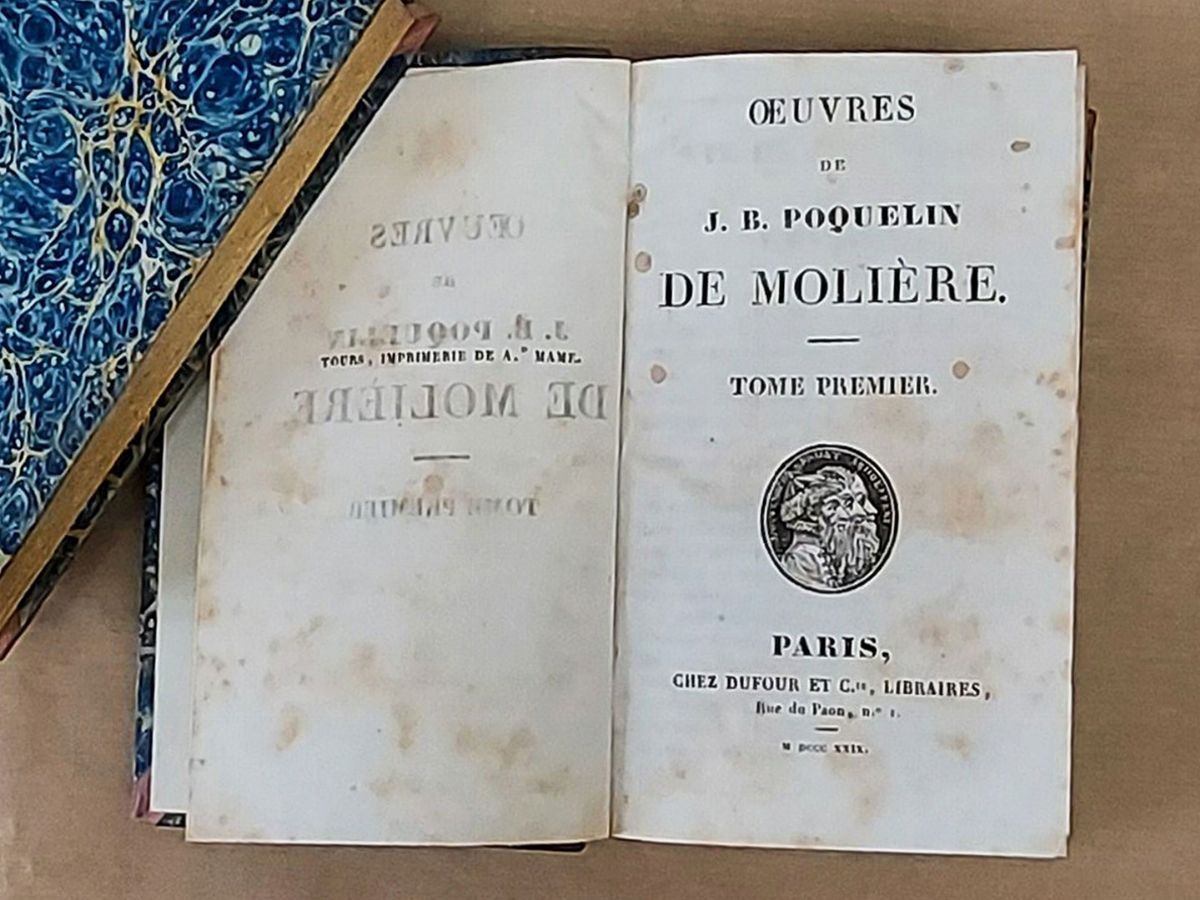 TOURS, IMPRIMERIE DE A.D MAME.
ŒUVRES
DE
J. B. POQUELIN
DE MOLIÈRE.
TOME PREMIER.
PARIS,
CHEZ DUFOUR ET C.ie, LIBRAIRES,
Rue du Paon, n.º 1.
M DCCC XXIX.